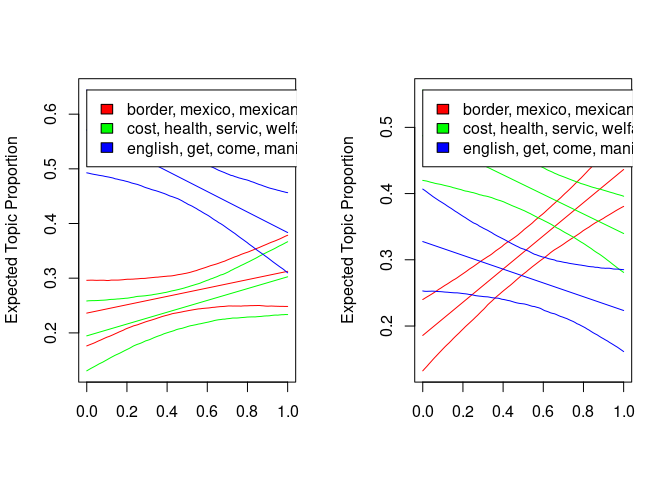 border, mexico, mexican
cost, health, servic, welfa
english, get, come, mani
Expected Topic Proportion
0.6
0.5
0.4
0.3
0.2
0.0 0.2 0.4 0.6 0.8 1.0
border, mexico, mexican
cost, health, servic, welfa
english, get, come, mani
Expected Topic Proportion
0.5
0.4
0.3
0.2
0.0 0.2 0.4 0.6 0.8 1.0